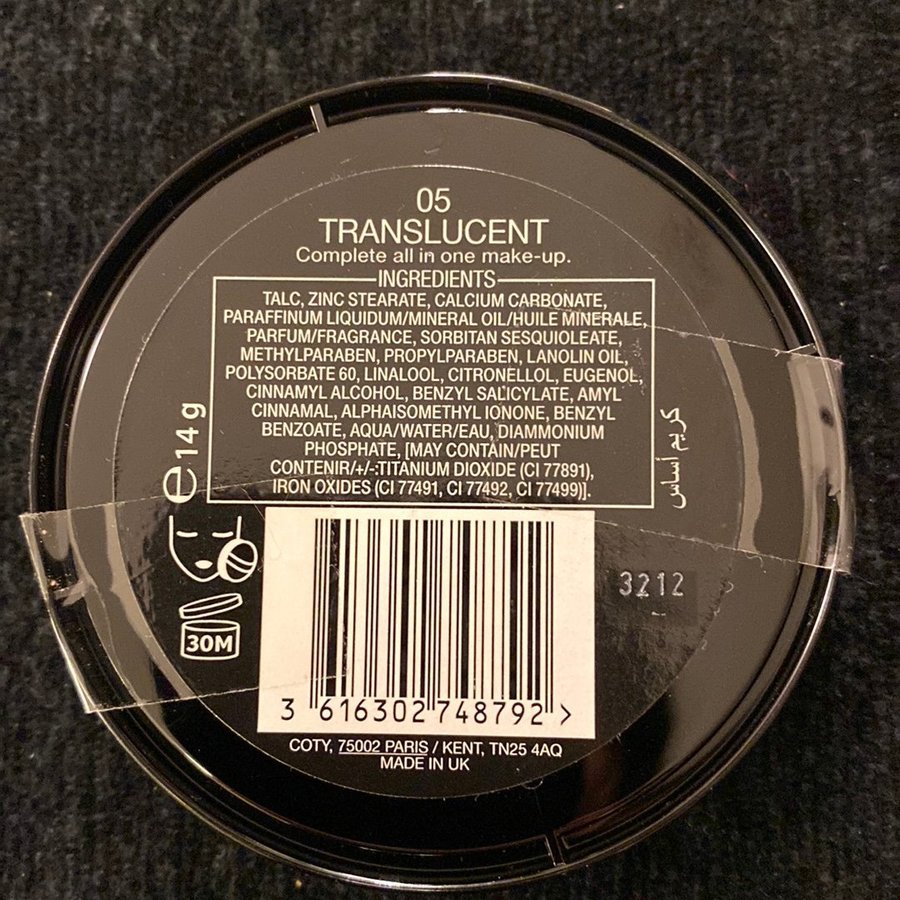 05
TRANSLUCENT
Complete all in one make-up.
INGREDIENTS
TALC, ZINC STEARATE, CALCIUM CARBONATE,
PARAFFINUM LIQUIDUM/MINERAL OIL/HUILE MINERALE,
PARFUM/FRAGRANCE, SORBITAN SESQUIOLEATE,
METHYLPARABEN, PROPYLPARABEN, LANOLIN OIL,
POLYSORBATE 60, LINALOOL, CITRONELLOL, EUGENOL,
CINNAMYL ALCOHOL, BENZYL SALICYLATE, AMYL
CINNAMAL, ALPHAISOMETHYL IONONE, BENZYL
BENZOATE, AQUA/WATER/EAU, DIAMMONIUM
PHOSPHATE, [MAY CONTAIN/PEUT
CONTENIR/+/-:TITANIUM DIOXIDE (CI 77891),
IRON OXIDES (CI 77491, CI 77492, CI 77499)].
e 14 g
كريم أساس
30M
3212
3 616302 748792 >
COTY, 75002 PARIS / KENT, TN25 4AQ
MADE IN UK